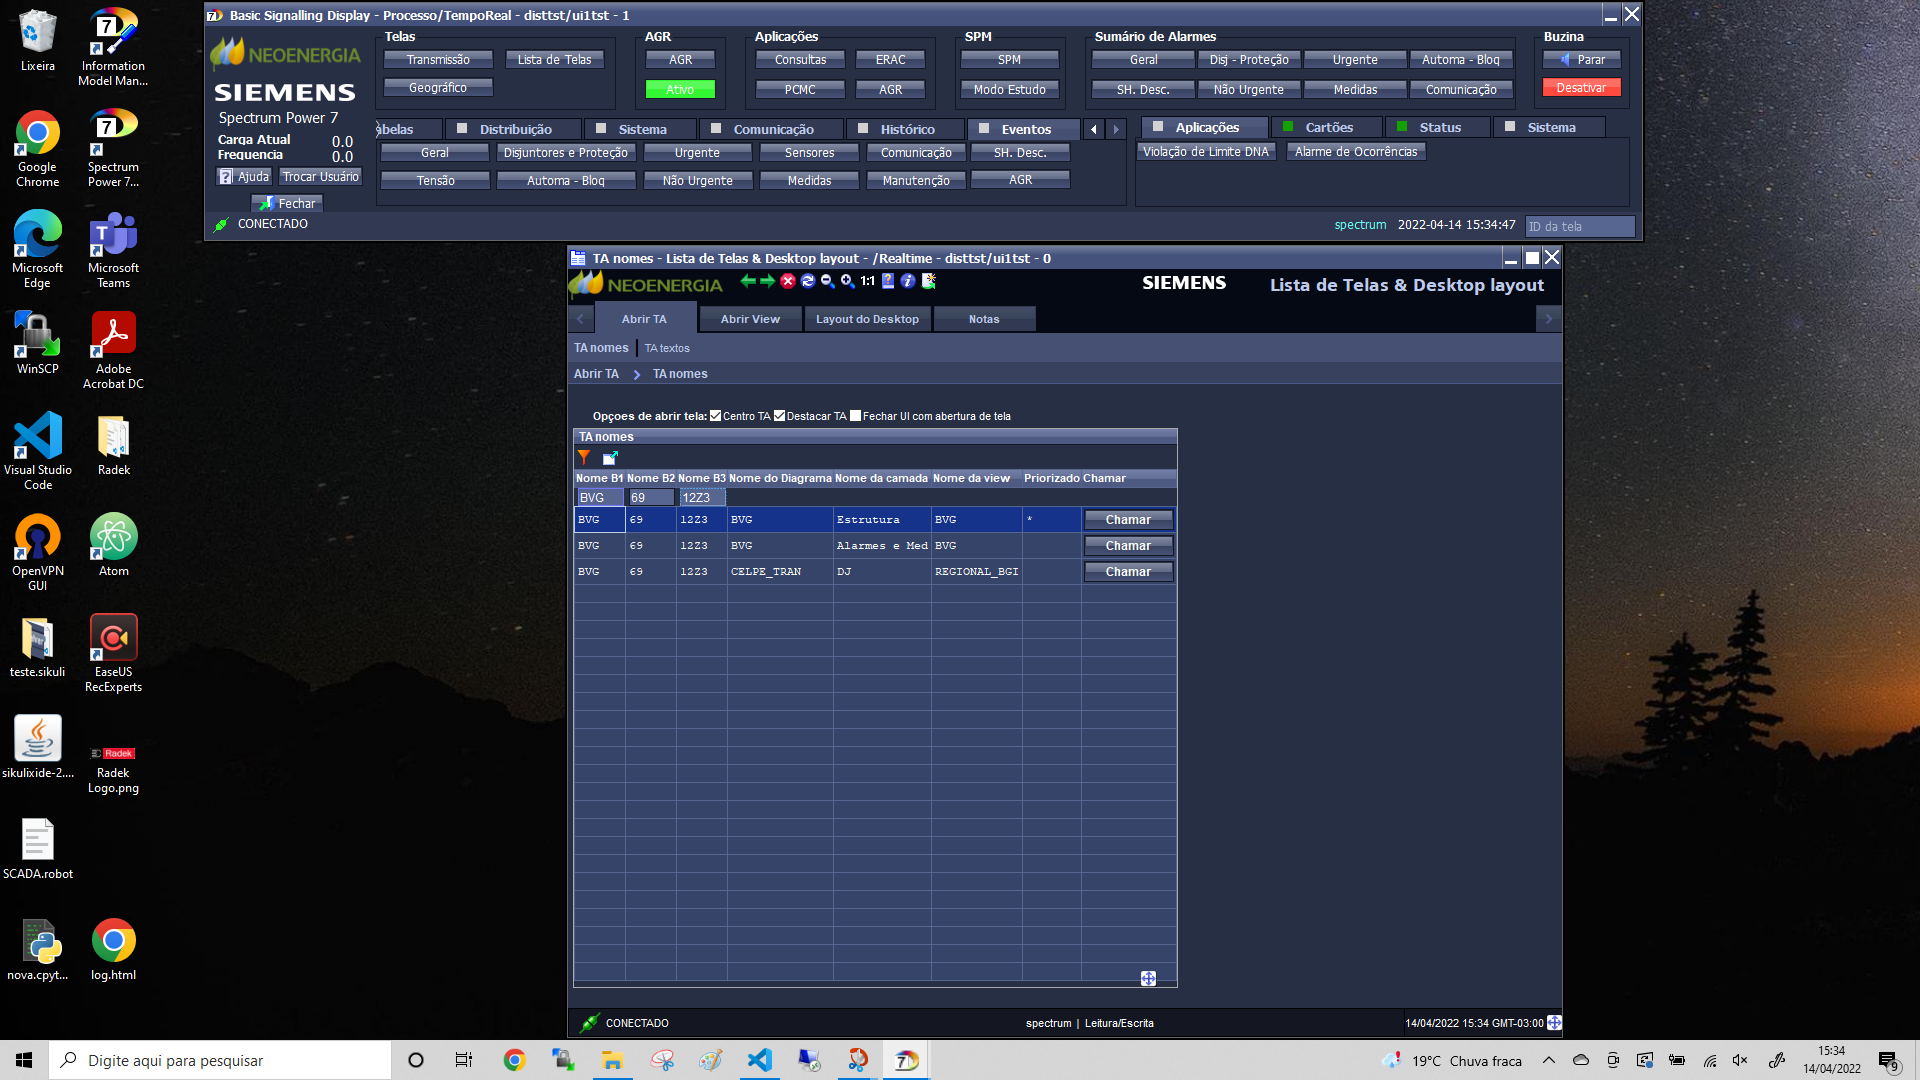 Lixeira
Information
Model Man...
Google
Chrome
Spectrum
Power 7...
Microsoft
Edge
Microsoft
Teams
WinSCP
Adobe
Acrobat DC
Visual Studio
Code
Radek
OpenVPN
GUI
Atom
teste.sikuli
EaseUS
RecExperts
sikulixide-2....
Radek
Radek
Logo.png
SCADA.robot
nova.cpyt...
log.html
Basic Signalling Display - Processo/TempoReal - disttst/ui1tst - 1
NEOENERGIA
SIEMENS
Spectrum Power 7
Carga Atual 0.0
Frequencia 0.0
Ajuda Trocar Usuário
Fechar
CONECTADO
Telas
Transmissão Lista de Telas
Geográfico
AGR
AGR
Ativo
Aplicações
Consultas ERAC
PCMC AGR
SPM
SPM
Modo Estudo
Sumário de Alarmes
Geral Disj - Proteção Urgente Automa - Bloq
SH. Desc. Não Urgente Medidas Comunicação
Buzina
Parar
Desativar
abelas Distribuição Sistema Comunicação Histórico Eventos
Geral Disjuntores e Proteção Urgente Sensores Comunicação SH. Desc.
Tensão Automa - Bloq Não Urgente Medidas Manutenção AGR
Aplicações Cartões Status Sistema
Violação de Limite DNA Alarme de Ocorrências
spectrum 2022-04-14 15:34:47 ID da tela
TA nomes - Lista de Telas & Desktop layout - /Realtime - disttst/ui1tst - 0
NEOENERGIA 1:1 SIEMENS Lista de Telas & Desktop layout
Abrir TA Abrir View Layout do Desktop Notas
TA nomes TA textos
Abrir TA TA nomes
Opçoes de abrir tela: Centro TA Destacar TA Fechar UI com abertura de tela
TA nomes
Nome B1 Nome B2 Nome B3 Nome do Diagrama Nome da camada Nome da view Priorizado Chamar
BVG 69 12Z3
BVG 69 12Z3 BVG Estrutura BVG * Chamar
BVG 69 12Z3 BVG Alarmes e Med BVG Chamar
BVG 69 12Z3 CELPE_TRAN DJ REGIONAL_BGI Chamar
CONECTADO spectrum | Leitura/Escrita 14/04/2022 15:34 GMT-03:00
Digite aqui para pesquisar
19°C Chuva fraca
15:34
14/04/2022
9